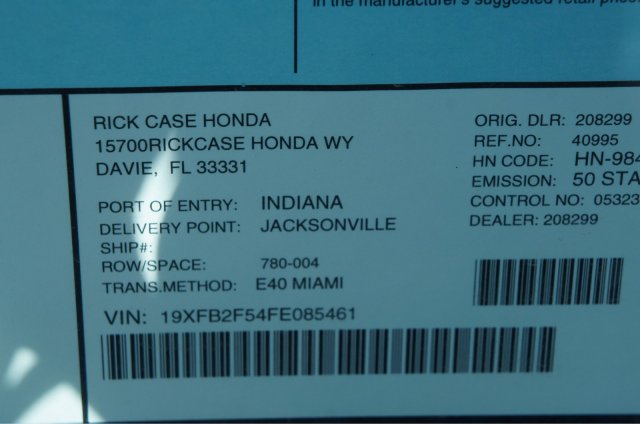 in the manufacturer's suggested retail price.
RICK CASE HONDA
15700RICKCASE HONDA WY
DAVIE, FL 33331
PORT OF ENTRY: INDIANA
DELIVERY POINT: JACKSONVILLE
SHIP#:
ROW/SPACE: 780-004
TRANS.METHOD: E40 MIAMI
VIN: 19XFB2F54FE085461
ORIG. DLR: 208299
REF.NO: 40995
HN CODE: HN-984
EMISSION: 50 STA
CONTROL NO: 05323
DEALER: 208299